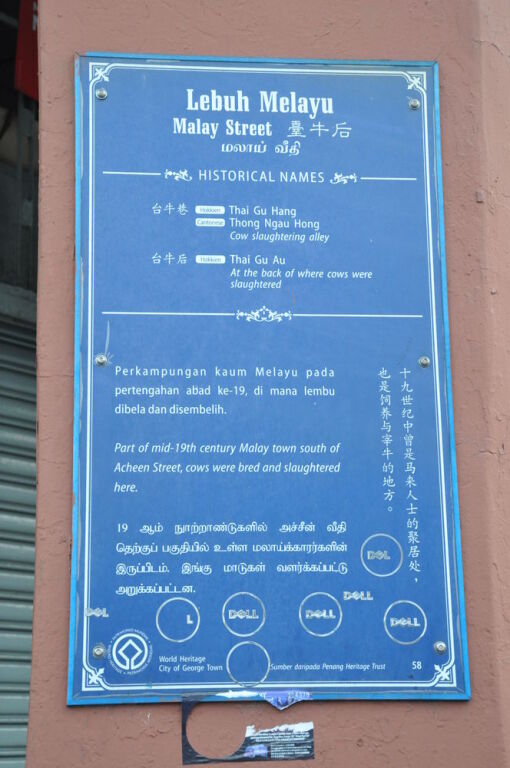 Lebuh Melayu
Malay Street 臺牛后
மலாய் வீதி
HISTORICAL NAMES
台牛巷 Hokkien Thai Gu Hang
Cantonese Thong Ngau Hong
Cow slaughtering alley
台牛后 Hokkien Thai Gu Au
At the back of where cows were
slaughtered
Perkampungan kaum Melayu pada
pertengahan abad ke-19, di mana lembu
dibela dan disembelih.
十九世纪中曾是马来人士的聚居处，
也是饲养与宰牛的地方。
Part of mid-19th century Malay town south of
Acheen Street, cows were bred and slaughtered
here.
19 ஆம் நூற்றாண்டுகளில் அச்சீன் வீதி
தெற்குப் பகுதியில் உள்ள மலாய்க்காரர்களின்
இருப்பிடம். இங்கு மாடுகள் வளர்க்கப்பட்டு
அறுக்கப்பட்டன.
World Heritage
City of George Town
Sumber daripada Penang Heritage Trust
58
DELL
DELL
DELL
DELL